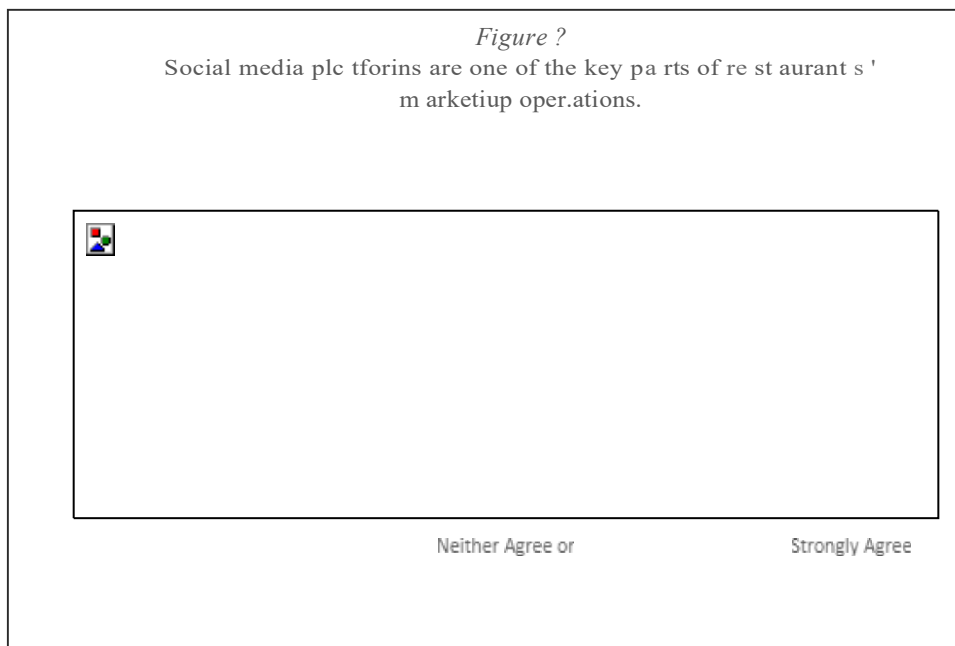 Figure ?
Social media plc tforins are one of the key pa rts of re st aurant s '
m arketiup oper.ations.
Neither Agree or
Strongly Agree